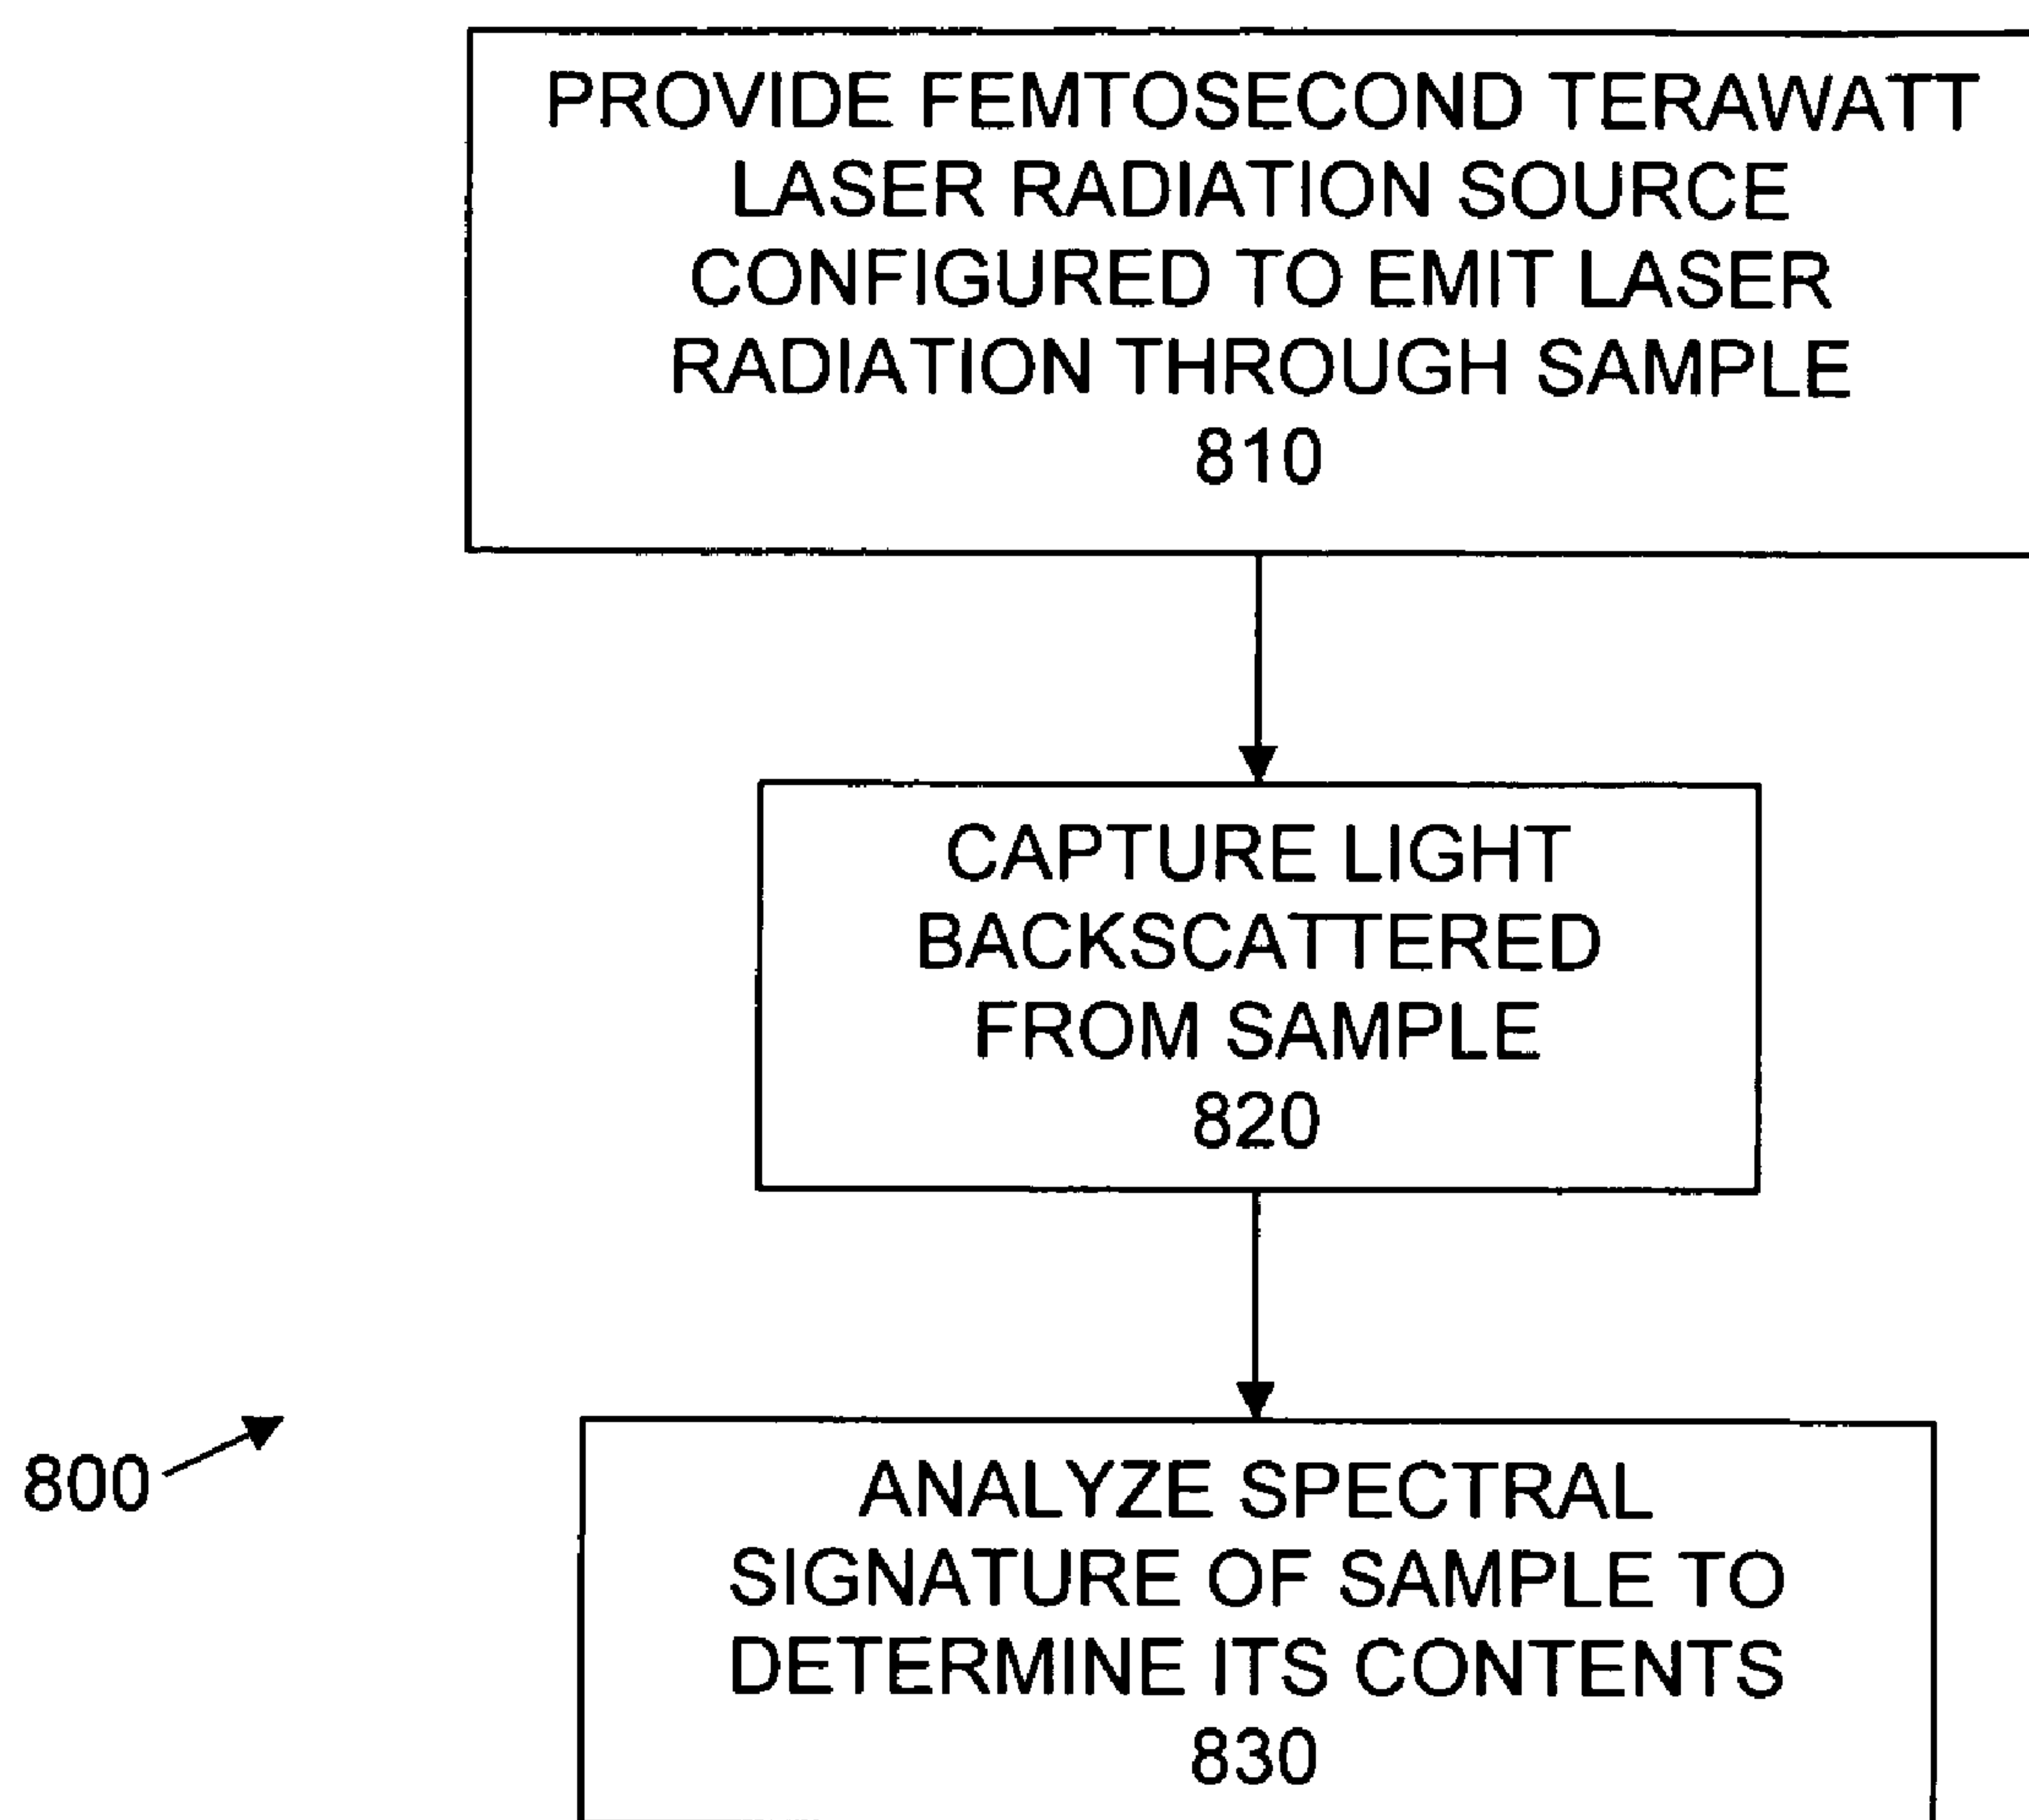 PROVIDE FEMTOSECOND TERAWATT
LASER RADIATION SOURCE
CONFIGURED TO EMIT LASER
RADIATION THROUGH SAMPLE
810
CAPTURE LIGHT
BACKSCATTERED
FROM SAMPLE
820
800
ANALYZE SPECTRAL
SIGNATURE OF SAMPLE TO
DETERMINE ITS CONTENTS
830